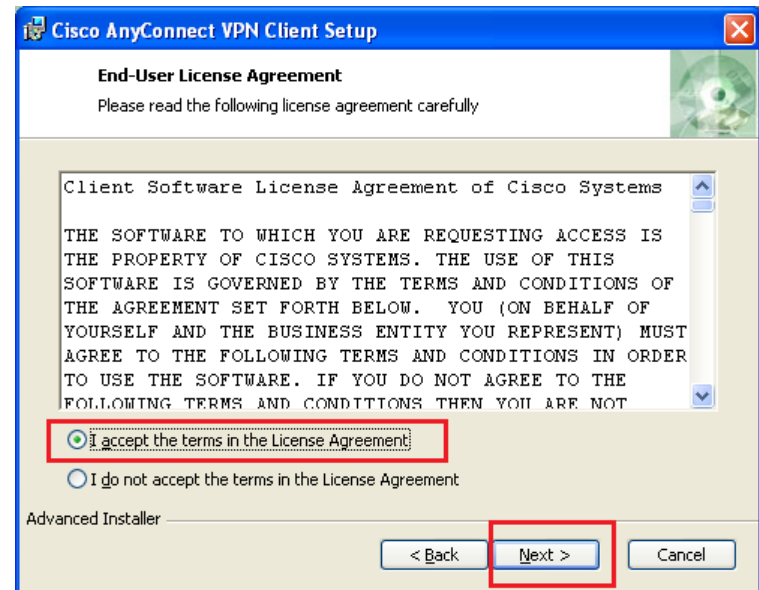 Cisco AnyConnect VPN Client Setup
End-User License Agreement
Please read the following license agreement carefully
Client Software License Agreement of Cisco Systems
THE SOFTWARE TO WHICH YOU ARE REQUESTING ACCESS IS
THE PROPERTY OF CISCO SYSTEMS. THE USE OF THIS
SOFTWARE IS GOVERNED BY THE TERMS AND CONDITIONS OF
THE AGREEMENT SET FORTH BELOW. YOU (ON BEHALF OF
YOURSELF AND THE BUSINESS ENTITY YOU REPRESENT) MUST
AGREE TO THE FOLLOWING TERMS AND CONDITIONS IN ORDER
TO USE THE SOFTWARE. IF YOU DO NOT AGREE TO THE
FOLLOWING TERMS AND CONDITIONS THEN YOU ARE NOT
I accept the terms in the License Agreement
I do not accept the terms in the License Agreement
Advanced Installer
< Back Next > Cancel